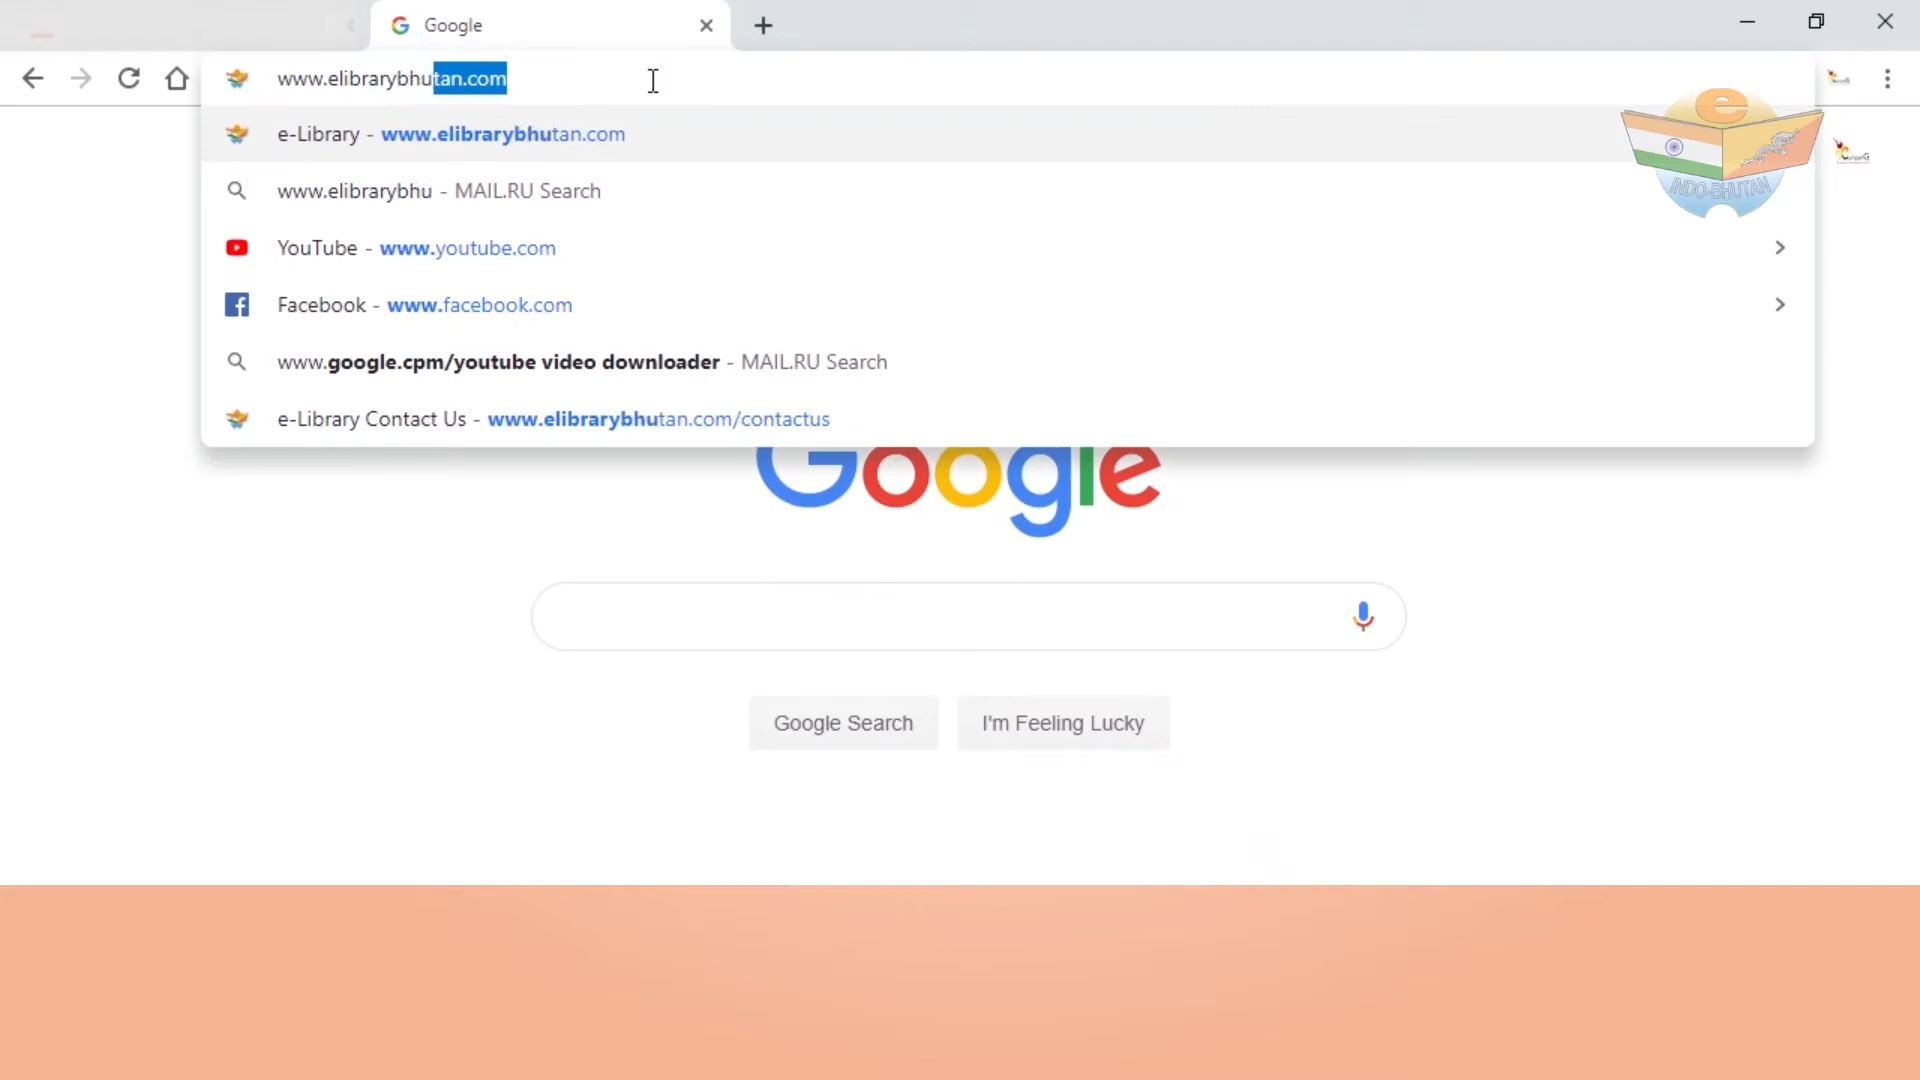 Google
www.elibrarybhutan.com
e-Library - www.elibrarybhutan.com
www.elibrarybhu - MAIL.RU Search
YouTube - www.youtube.com
Facebook - www.facebook.com
www.google.cpm/youtube video downloader - MAIL.RU Search
e-Library Contact Us - www.elibrarybhutan.com/contactus
e
INDO-BHUTAN
Google
Google Search
I'm Feeling Lucky